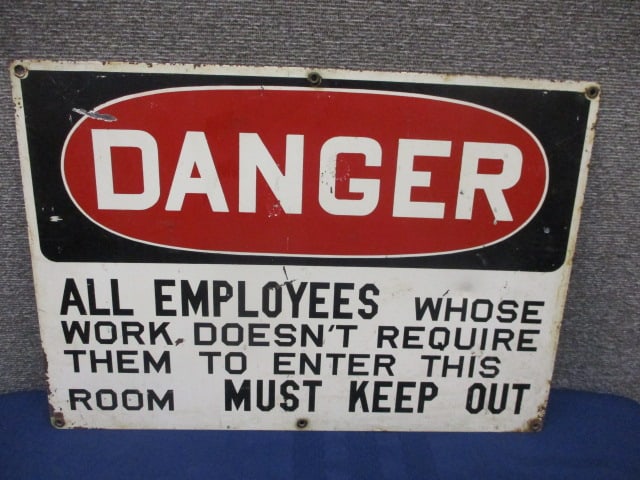 DANGER
ALL EMPLOYEES WHOSE
WORK DOESN'T REQUIRE
THEM TO ENTER THIS
ROOM MUST KEEP OUT